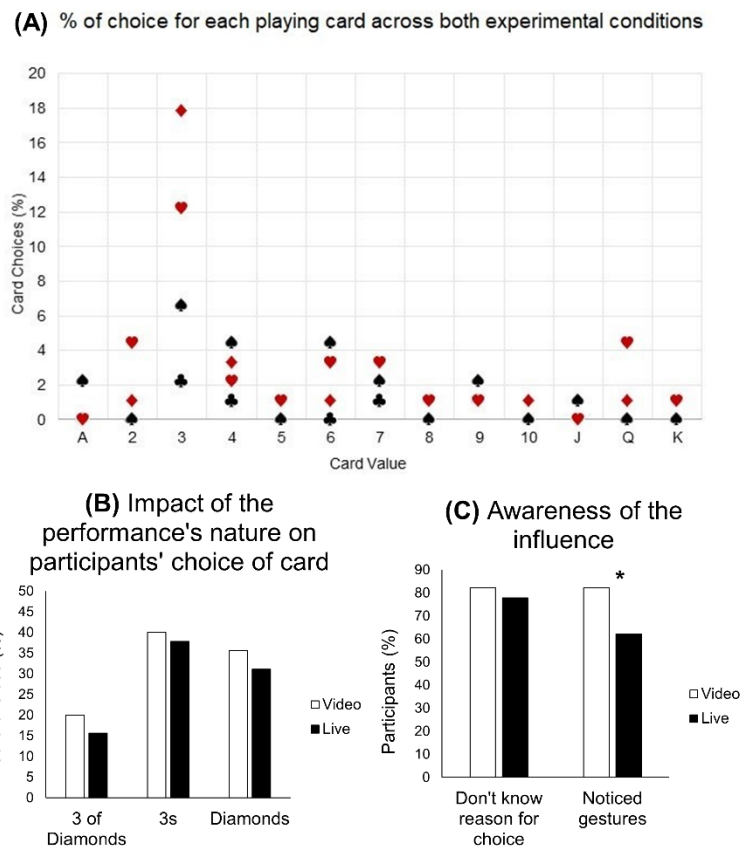 (A) % of choice for each playing card across both experimental conditions
Card Choices (%)
20
18
16
14
12
10
8
6
4
2
0
A 2 3 4 5 6 7 8 9 10 J Q K
Card Value
(B) Impact of the
performance's nature on
participants' choice of card
50
45
40
35
30
25
20
15
10
5
0
3 of
Diamonds
3s
Diamonds
Video
Live
(C) Awareness of the
influence
Participants (%)
90
80
70
60
50
40
30
20
10
0
*
Don't know
reason for
choice
Noticed
gestures
Video
Live